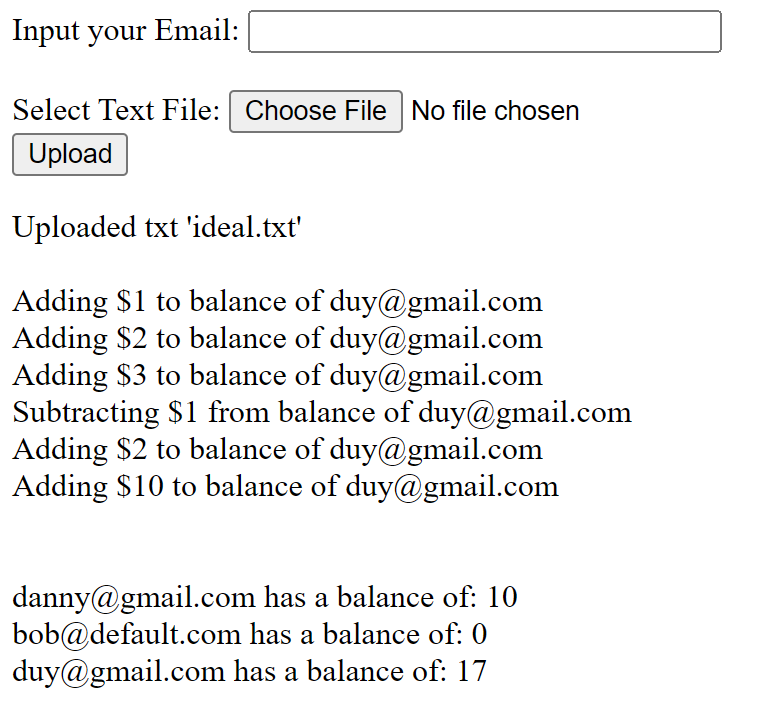 Input your Email:
Select Text File: Choose File No file chosen
Upload
Uploaded txt 'ideal.txt'
Adding $1 to balance of duy@gmail.com
Adding $2 to balance of duy@gmail.com
Adding $3 to balance of duy@gmail.com
Subtracting $1 from balance of duy@gmail.com
Adding $2 to balance of duy@gmail.com
Adding $10 to balance of duy@gmail.com
danny@gmail.com has a balance of: 10
bob@default.com has a balance of: 0
duy@gmail.com has a balance of: 17